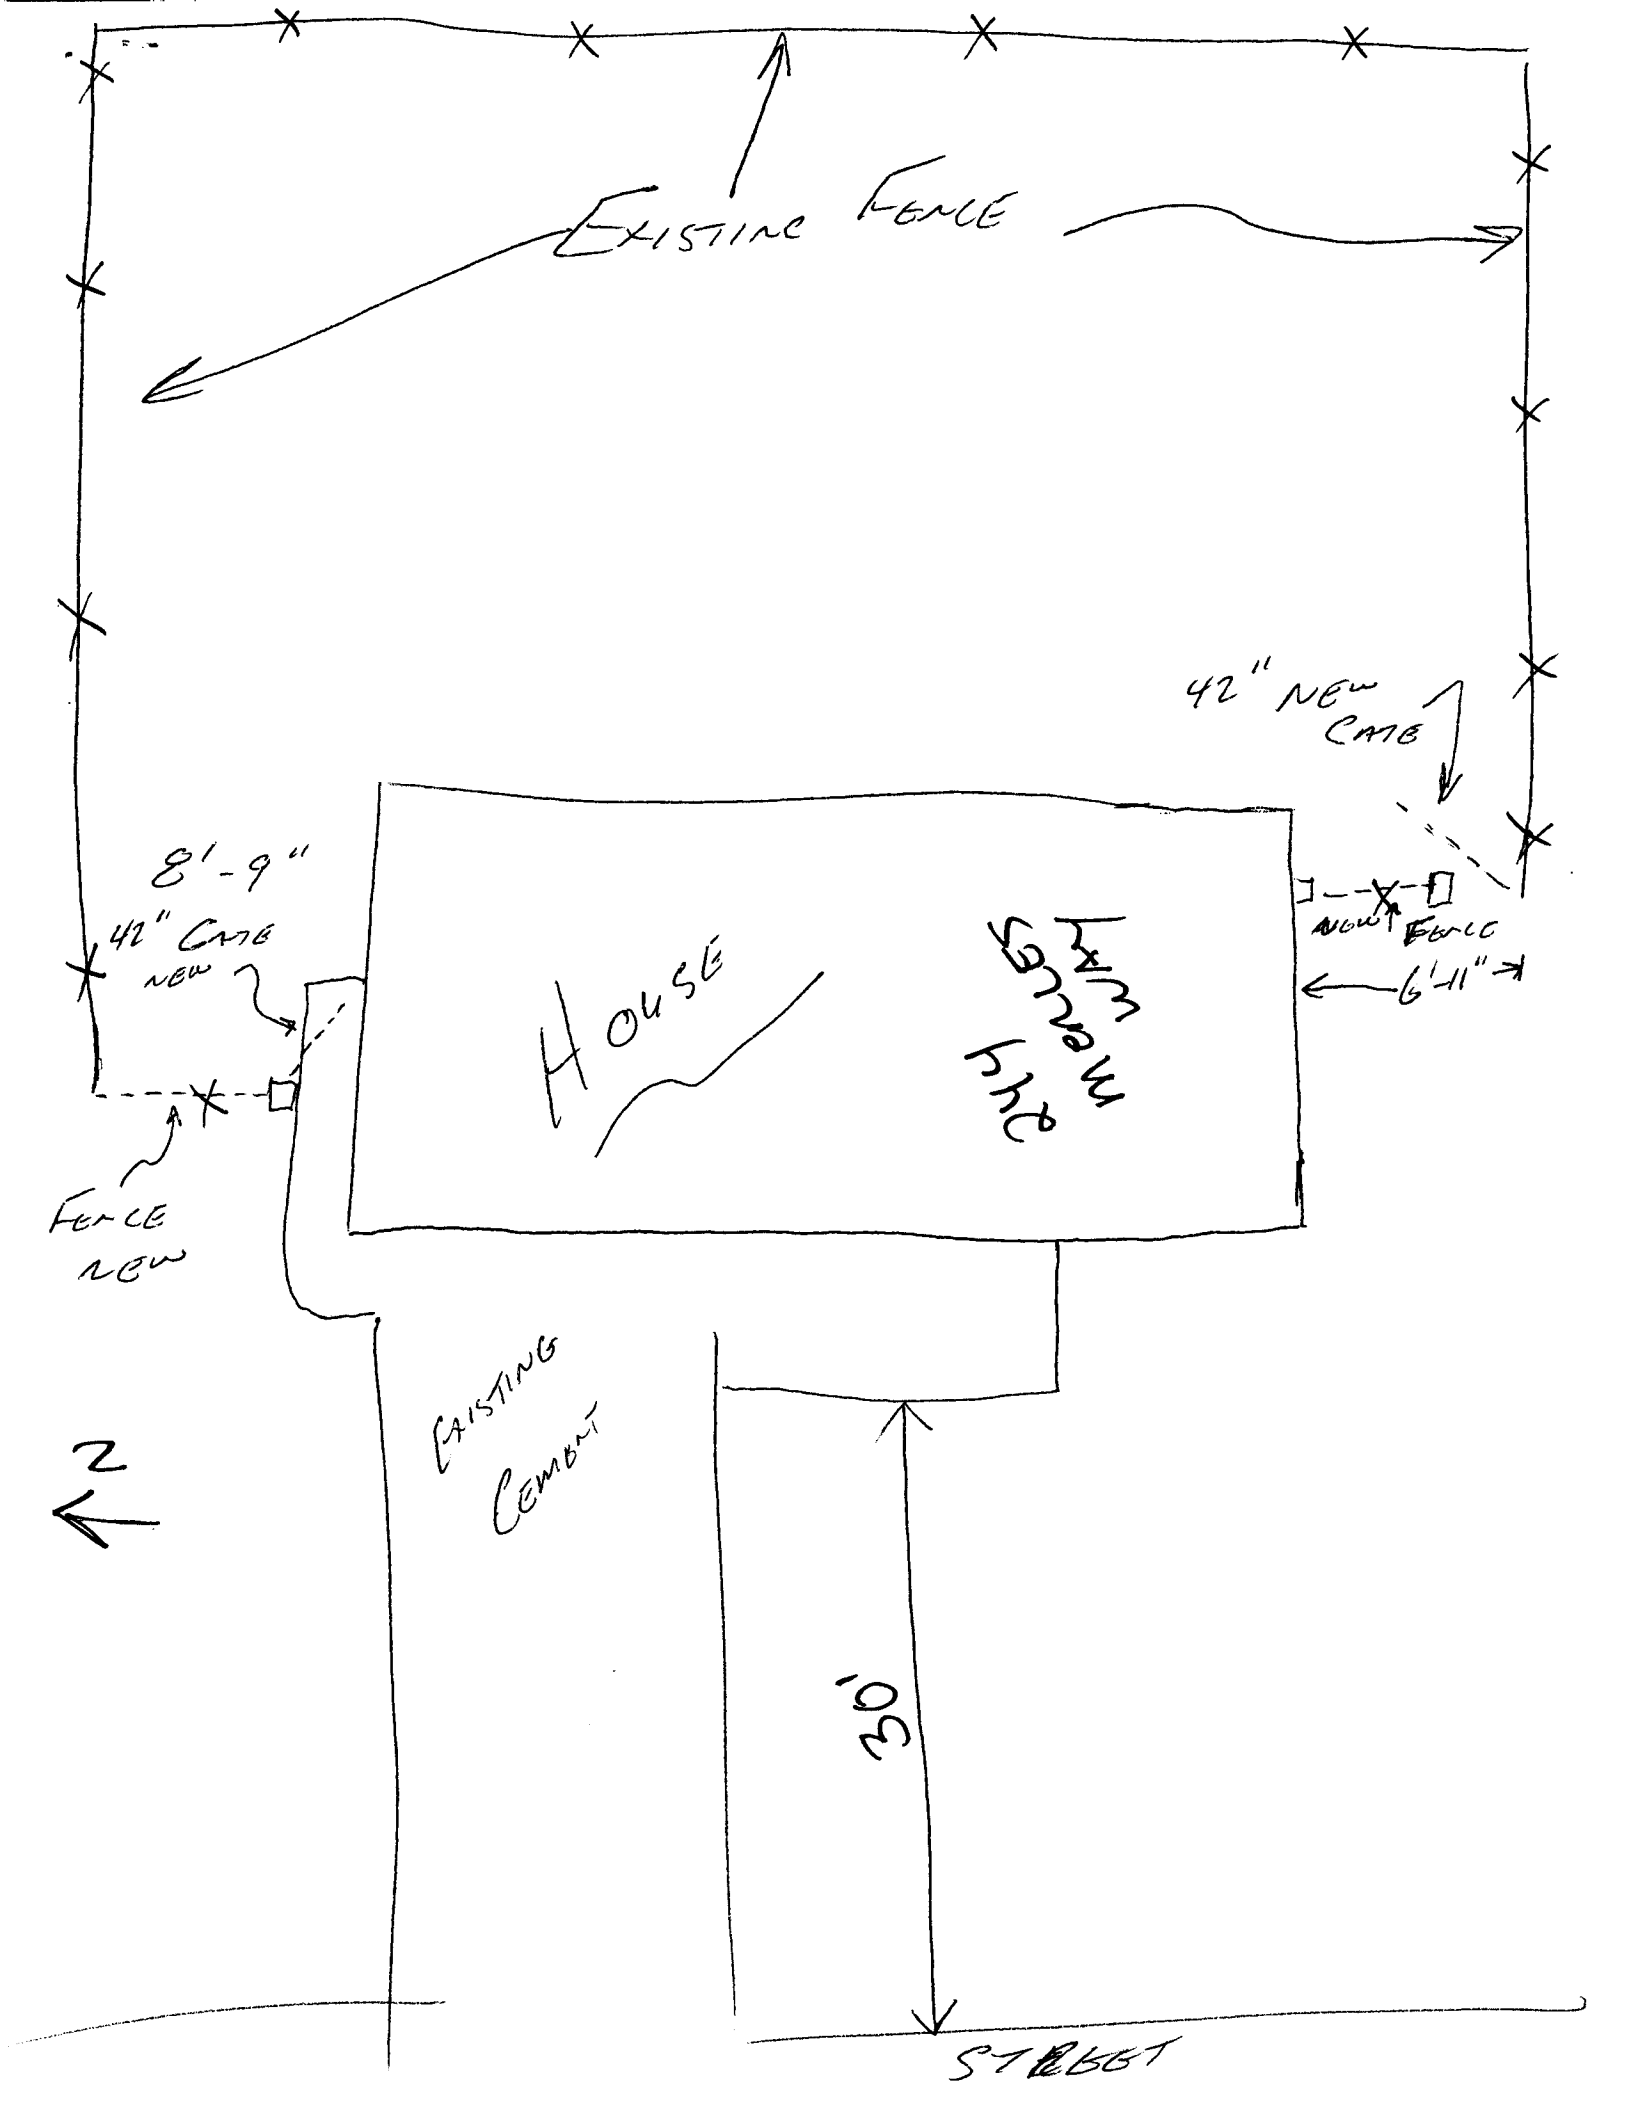 EXISTING FENCE
42" NEW
GATE
8'-9"
42" GATE
NEW
NEW FENCE
6'-11"
HOUSE
FENCE
NEW
EXISTING
CEMENT
N
30'
STREET